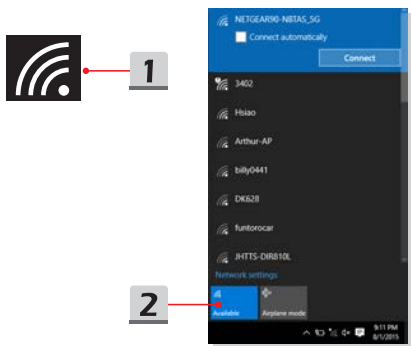 1
NETGEAR90-NBTAS_5G
Connect automatically
Connect
3402
Hsiao
Arthur-AP
billy0441
DK628
funtorocar
JHTTS-DIR810L
Network settings
2
Available
Airplane mode
9:11 PM
8/1/2015